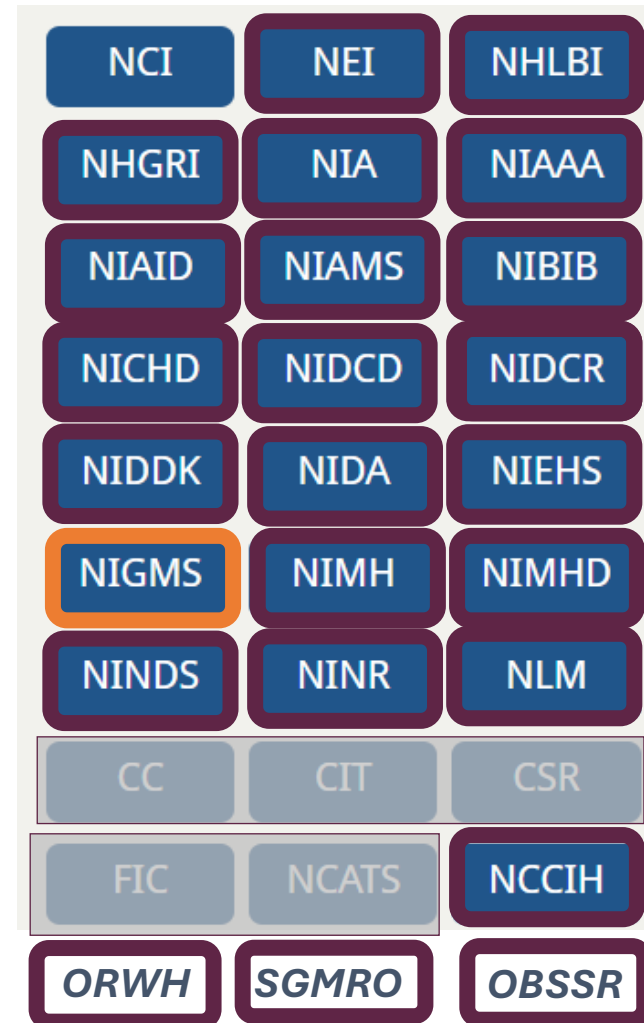 NCI NEI NHLBI
NHGRI NIA NIAAA
NIAID NIAMS NIBIB
NICHD NIDCD NIDCR
NIDDK NIDA NIEHS
NIGMS NIMH NIMHD
NINDS NINR NLM
CC CIT CSR
FIC NCATS NCCIH
ORWH SGMRO OBSSR